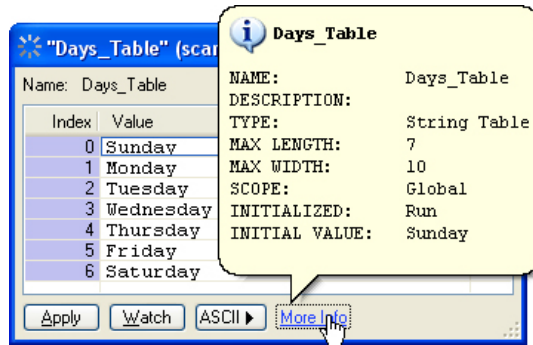 "Days_Table" (scan
Name: Days_Table
Index Value
0 Sunday
1 Monday
2 Tuesday
3 Wednesday
4 Thursday
5 Friday
6 Saturday
Apply Watch ASCII More Info
Days_Table
NAME: Days_Table
DESCRIPTION:
TYPE: String Table
MAX LENGTH: 7
MAX WIDTH: 10
SCOPE: Global
INITIALIZED: Run
INITIAL VALUE: Sunday